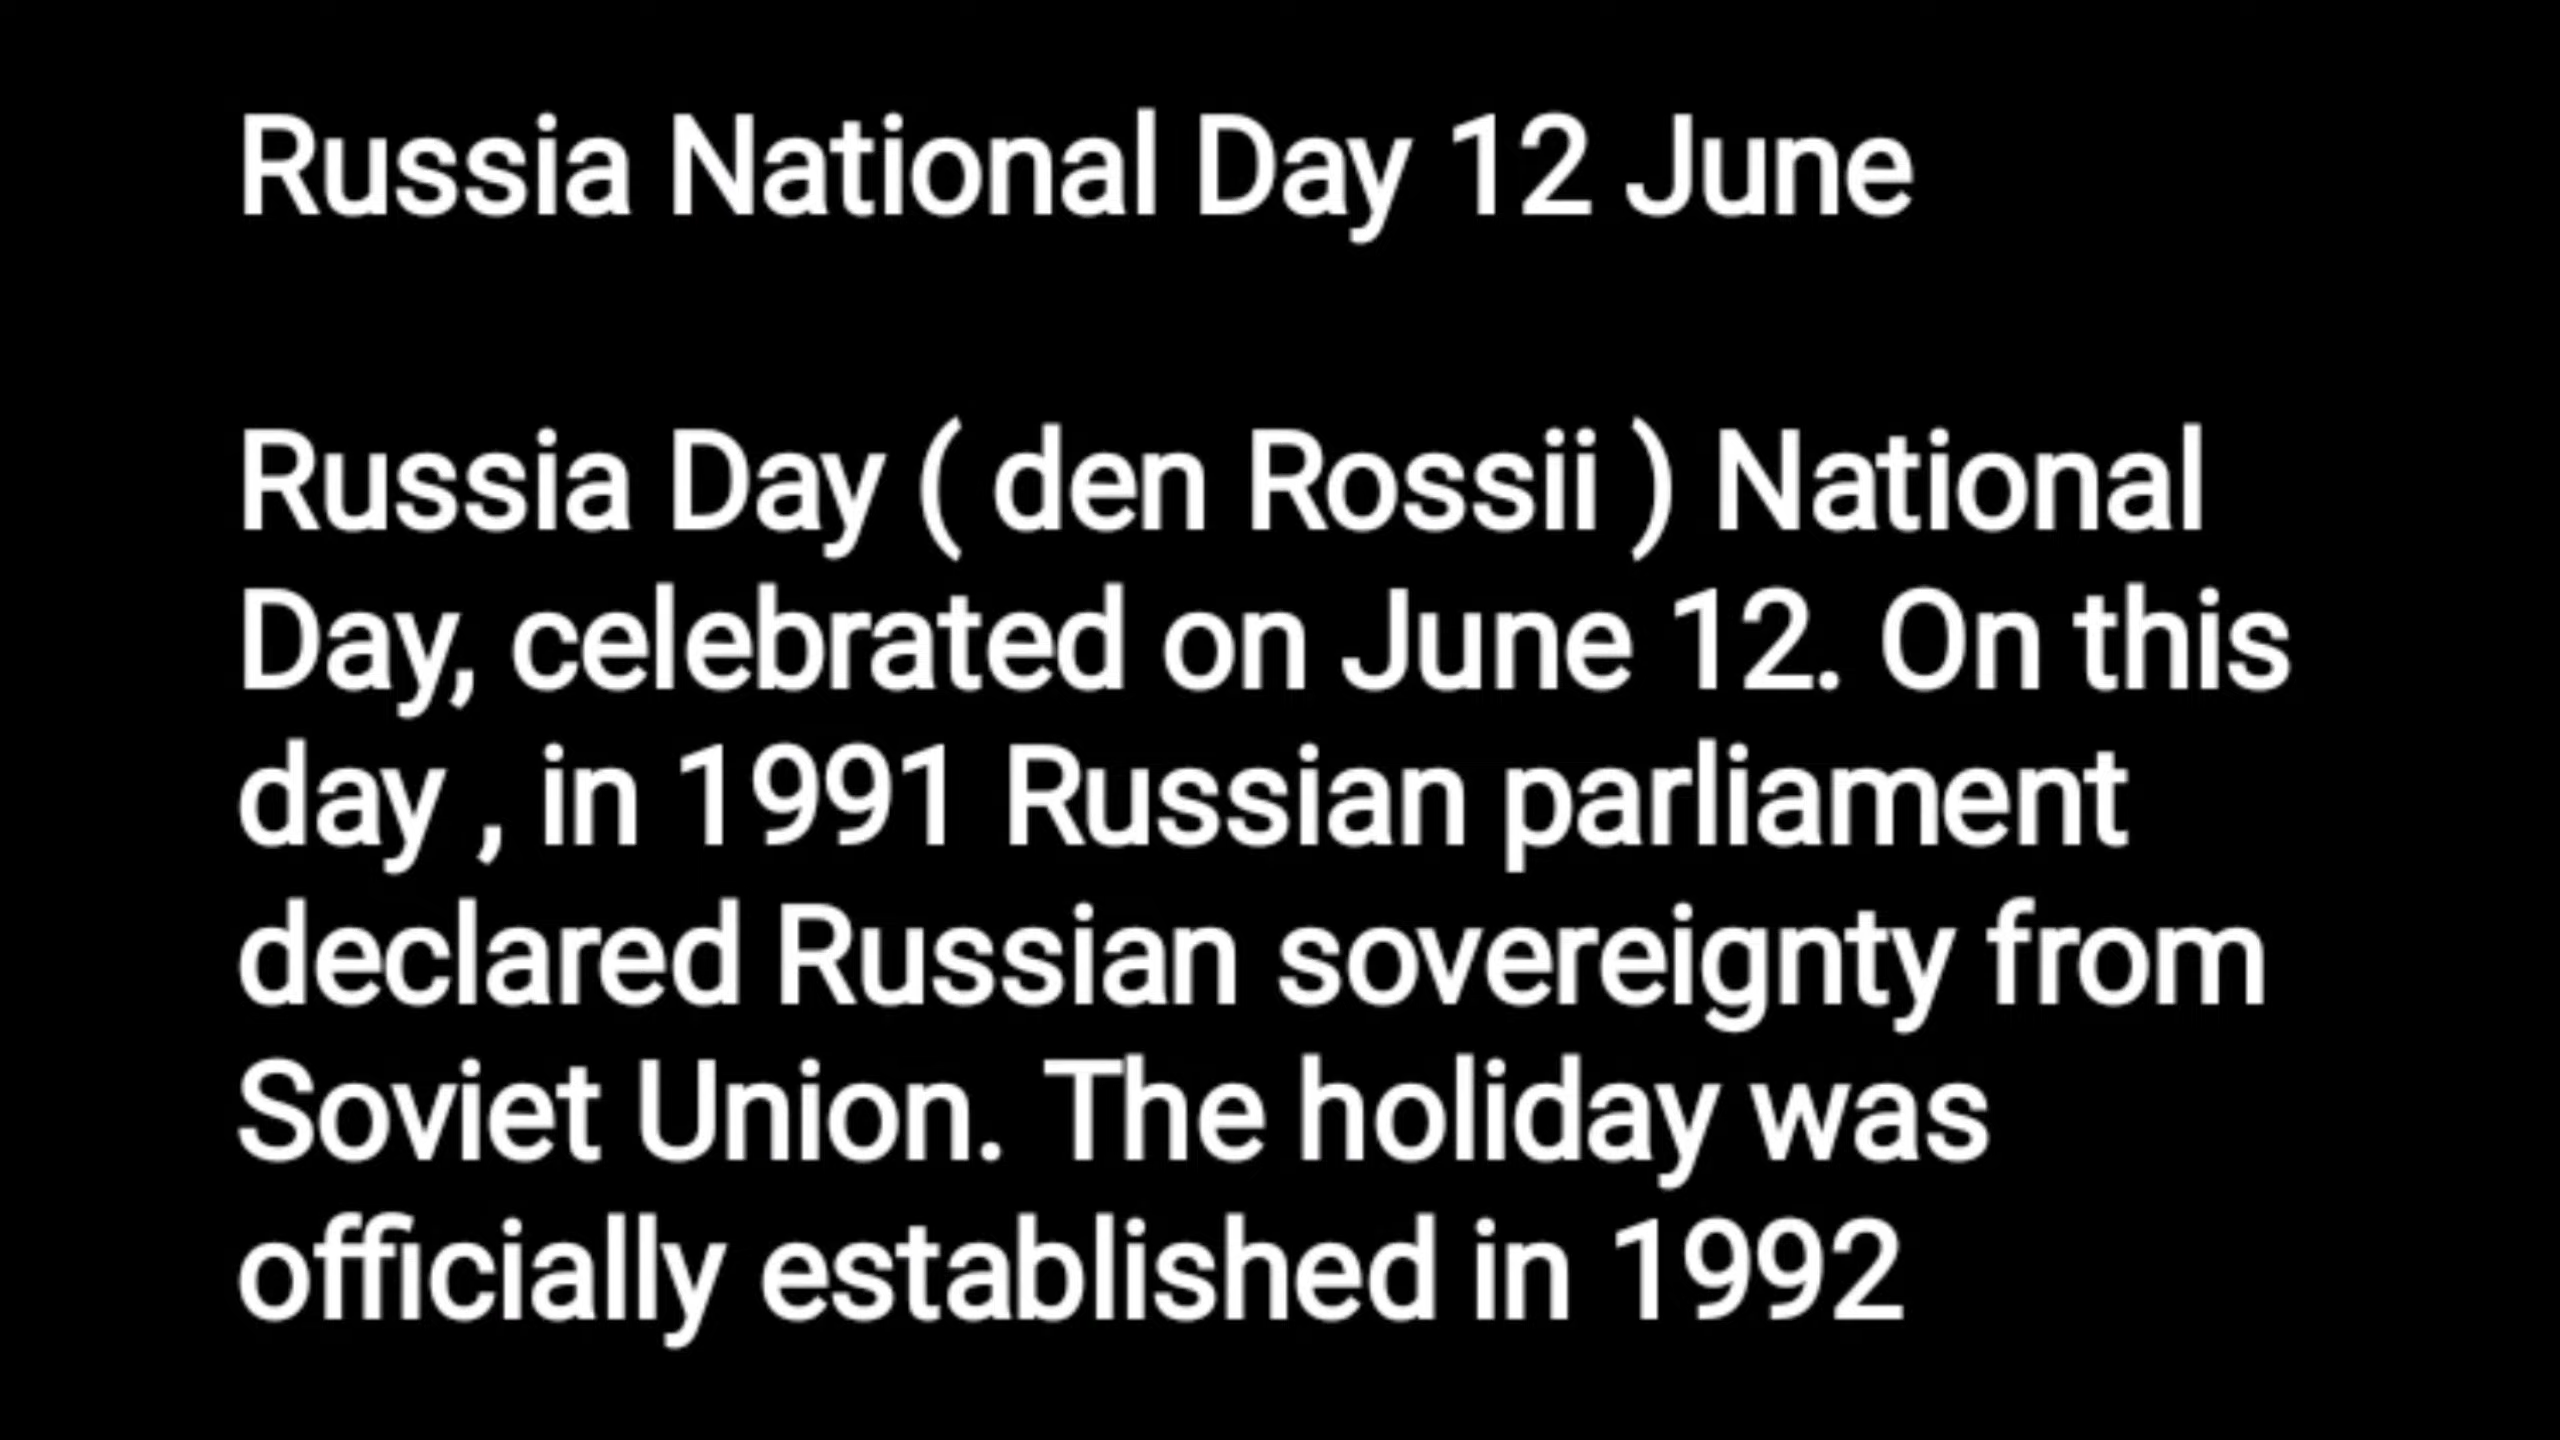 Russia National Day 12 June
Russia Day ( den Rossii ) National
Day, celebrated on June 12. On this
day , in 1991 Russian parliament
declared Russian sovereignty from
Soviet Union. The holiday was
officially established in 1992